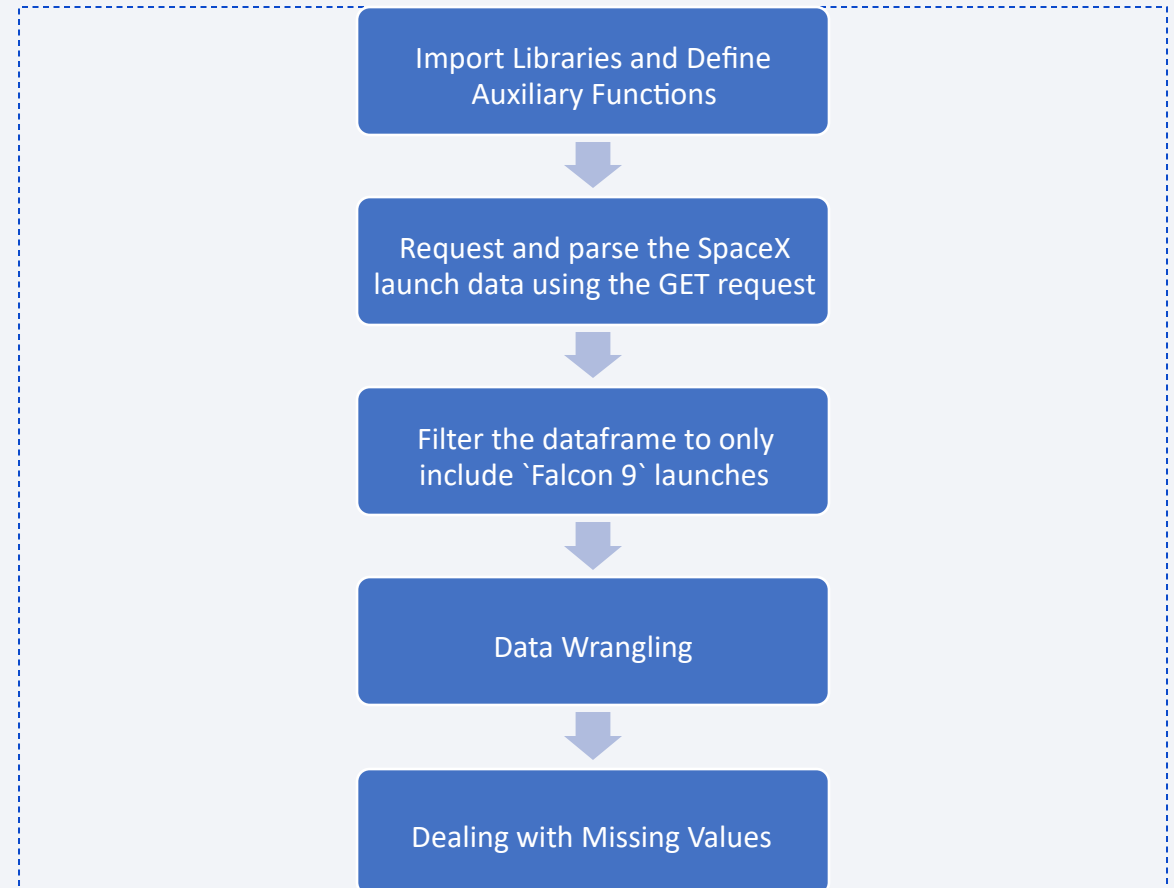 Import Libraries and Define
Auxiliary Functions
Request and parse the SpaceX
launch data using the GET request
Filter the dataframe to only
include `Falcon 9` launches
Data Wrangling
Dealing with Missing Values